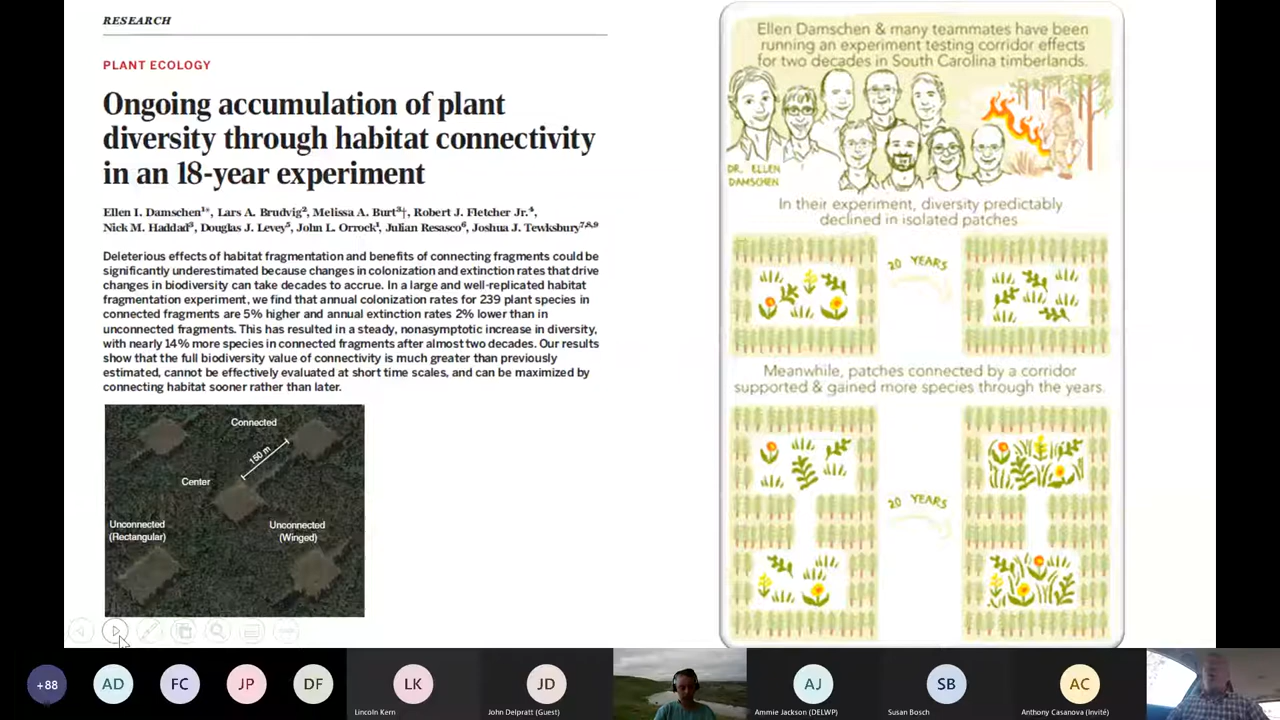 RESEARCH
PLANT ECOLOGY
Ongoing accumulation of plant
diversity through habitat connectivity
in an 18-year experiment
Ellen I. Damschen¹*, Lars A. Brudvig², Melissa A. Burt³†, Robert J. Fletcher Jr.⁴,
Nick M. Haddad³, Douglas J. Levey⁵, John L. Orrock¹, Julian Resasco⁶, Joshua J. Tewksbury⁷,⁸,⁹
Deleterious effects of habitat fragmentation and benefits of connecting fragments could be
significantly underestimated because changes in colonization and extinction rates that drive
changes in biodiversity can take decades to accrue. In a large and well-replicated habitat
fragmentation experiment, we find that annual colonization rates for 239 plant species in
connected fragments are 5% higher and annual extinction rates 2% lower than in
unconnected fragments. This has resulted in a steady, nonasymptotic increase in diversity,
with nearly 14% more species in connected fragments after almost two decades. Our results
show that the full biodiversity value of connectivity is much greater than previously
estimated, cannot be effectively evaluated at short time scales, and can be maximized by
connecting habitat sooner rather than later.
Connected
150 m
Center
Unconnected
(Rectangular)
Unconnected
(Winged)
Ellen Damschen & many teammates have been
running an experiment testing corridor effects
for two decades in South Carolina timberlands.
DR. ELLEN
DAMSCHEN
In their experiment, diversity predictably
declined in isolated patches
20 YEARS
Meanwhile, patches connected by a corridor
supported & gained more species through the years.
20 YEARS
+88
AD
FC
JP
DF
LK
Lincoln Kern
JD
John Delpratt (Guest)
AJ
Ammie Jackson (DELWP)
SB
Susan Bosch
AC
Anthony Casanova (Invité)